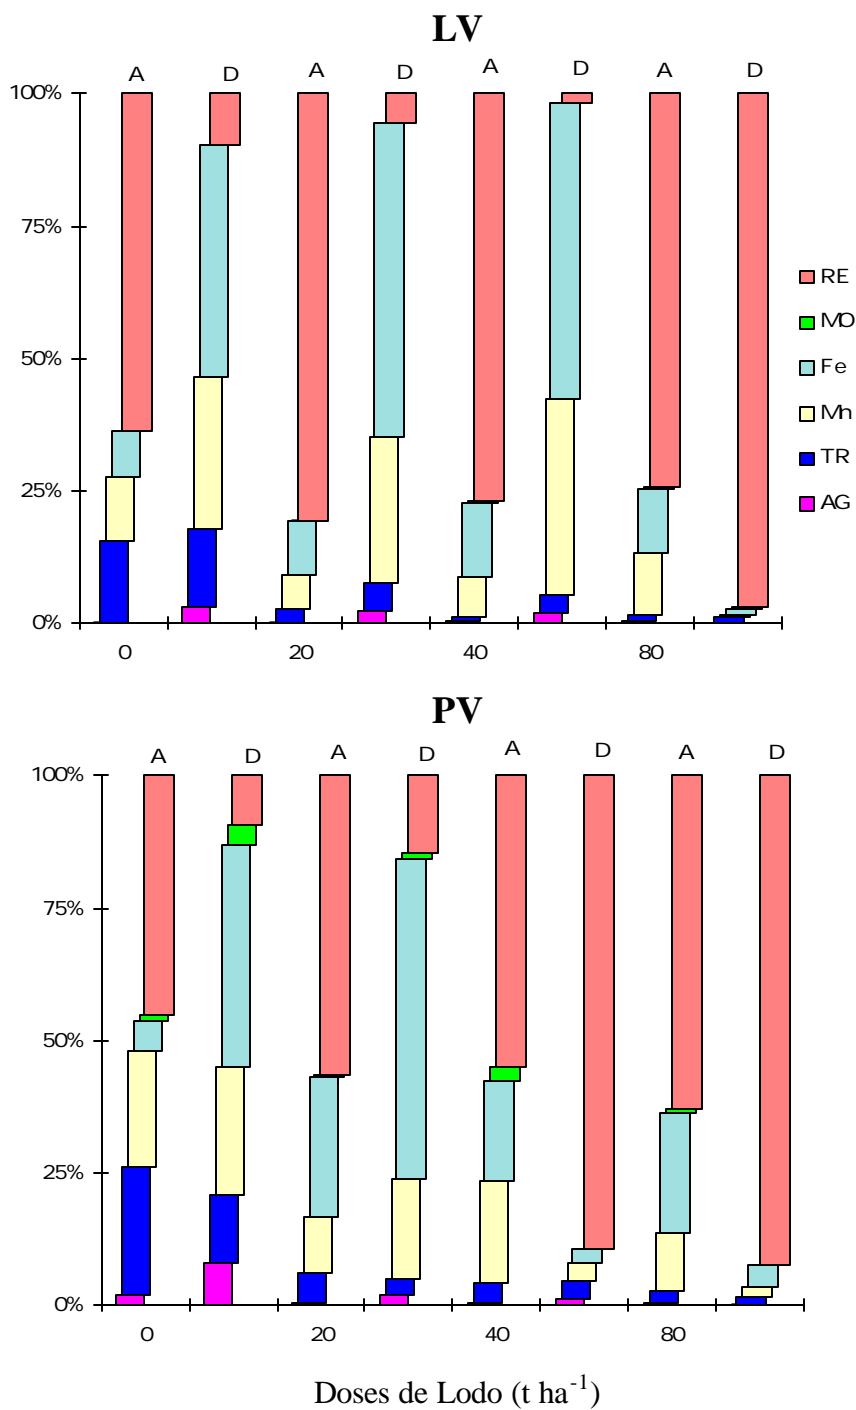 LV
A D A D A D A D
100%
75%
50%
25%
0%
0 20 40 80
RE
MO
Fe
Mn
TR
AG
PV
A D A D A D A D
100%
75%
50%
25%
0%
0 20 40 80
Doses de Lodo (t ha⁻¹)